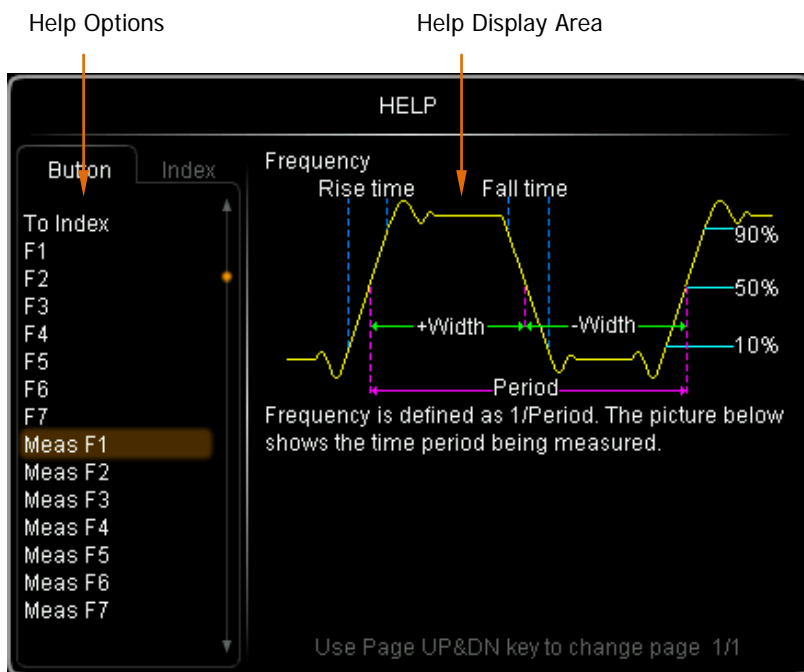 Help Options Help Display Area
HELP
Button Index
To Index
F1
F2
F3
F4
F5
F6
F7
Meas F1
Meas F2
Meas F3
Meas F4
Meas F5
Meas F6
Meas F7
Frequency
Rise time Fall time
90%
50%
+Width -Width
10%
Period
Frequency is defined as 1/Period. The picture below
shows the time period being measured.
Use Page UP&DN key to change page 1/1